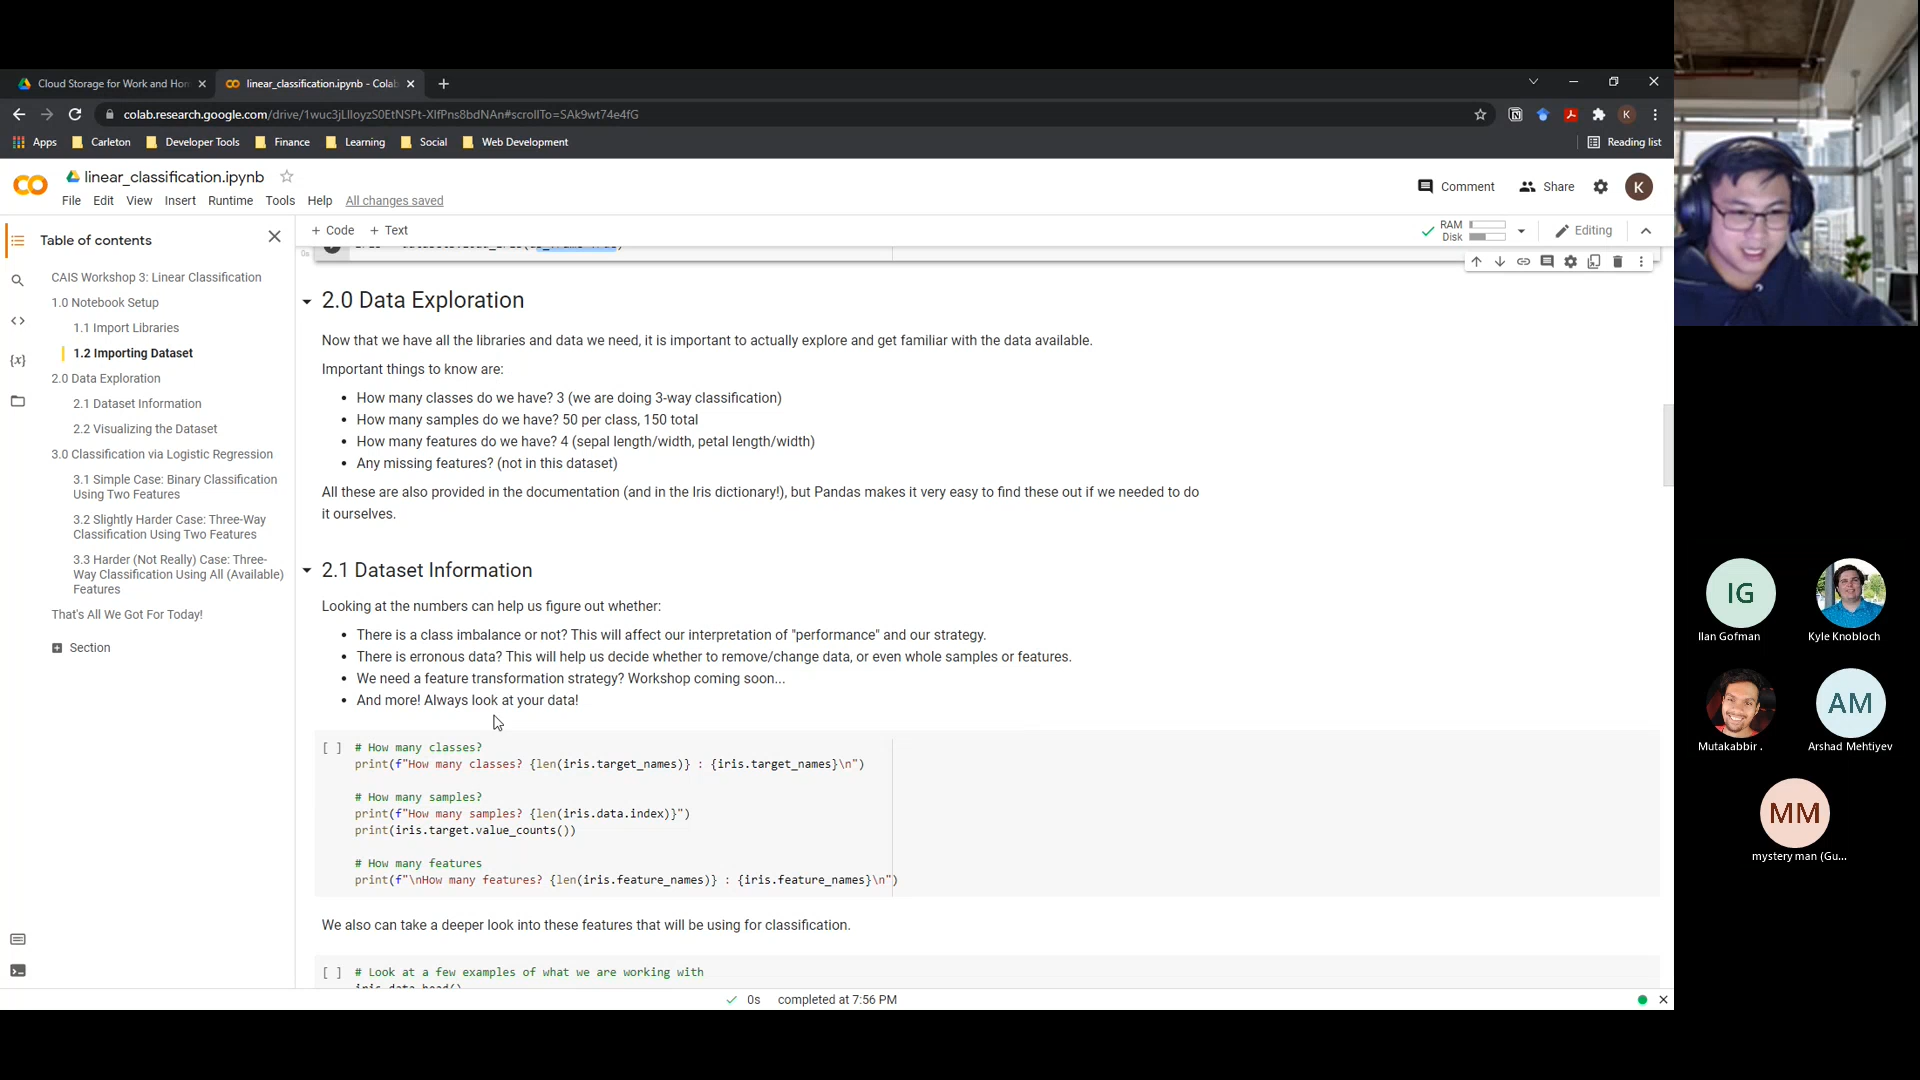 Cloud Storage for Work and Hom
linear_classification.ipynb - Colab
colab.research.google.com/drive/1wuc3jLlloyzS0EtNSPt-XIfPns8bdNAn#scrollTo=SAk9wt74e4fG
Apps Carleton Developer Tools Finance Learning Social Web Development Reading list
linear_classification.ipynb
Comment Share K
File Edit View Insert Runtime Tools Help All changes saved
Table of contents
+ Code + Text
RAM
Disk
Editing
CAIS Workshop 3: Linear Classification
1.0 Notebook Setup
1.1 Import Libraries
1.2 Importing Dataset
2.0 Data Exploration
2.1 Dataset Information
2.2 Visualizing the Dataset
3.0 Classification via Logistic Regression
3.1 Simple Case: Binary Classification
Using Two Features
3.2 Slightly Harder Case: Three-Way
Classification Using Two Features
3.3 Harder (Not Really) Case: Three-
Way Classification Using All (Available)
Features
That's All We Got For Today!
Section
2.0 Data Exploration
Now that we have all the libraries and data we need, it is important to actually explore and get familiar with the data available.
Important things to know are:
• How many classes do we have? 3 (we are doing 3-way classification)
• How many samples do we have? 50 per class, 150 total
• How many features do we have? 4 (sepal length/width, petal length/width)
• Any missing features? (not in this dataset)
All these are also provided in the documentation (and in the Iris dictionary!), but Pandas makes it very easy to find these out if we needed to do
it ourselves.
2.1 Dataset Information
Looking at the numbers can help us figure out whether:
• There is a class imbalance or not? This will affect our interpretation of "performance" and our strategy.
• There is erronous data? This will help us decide whether to remove/change data, or even whole samples or features.
• We need a feature transformation strategy? Workshop coming soon...
• And more! Always look at your data!
[ ] # How many classes?
print(f"How many classes? {len(iris.target_names)} : {iris.target_names}\n")
# How many samples?
print(f"How many samples? {len(iris.data.index)}")
print(iris.target.value_counts())
# How many features
print(f"\nHow many features? {len(iris.feature_names)} : {iris.feature_names}\n")
We also can take a deeper look into these features that will be using for classification.
[ ] # Look at a few examples of what we are working with
iris.data.head()
0s completed at 7:56 PM
IG
Ilan Gofman
Kyle Knobloch
Mutakabbir .
AM
Arshad Mehtiyev
MM
mystery man (Gu...